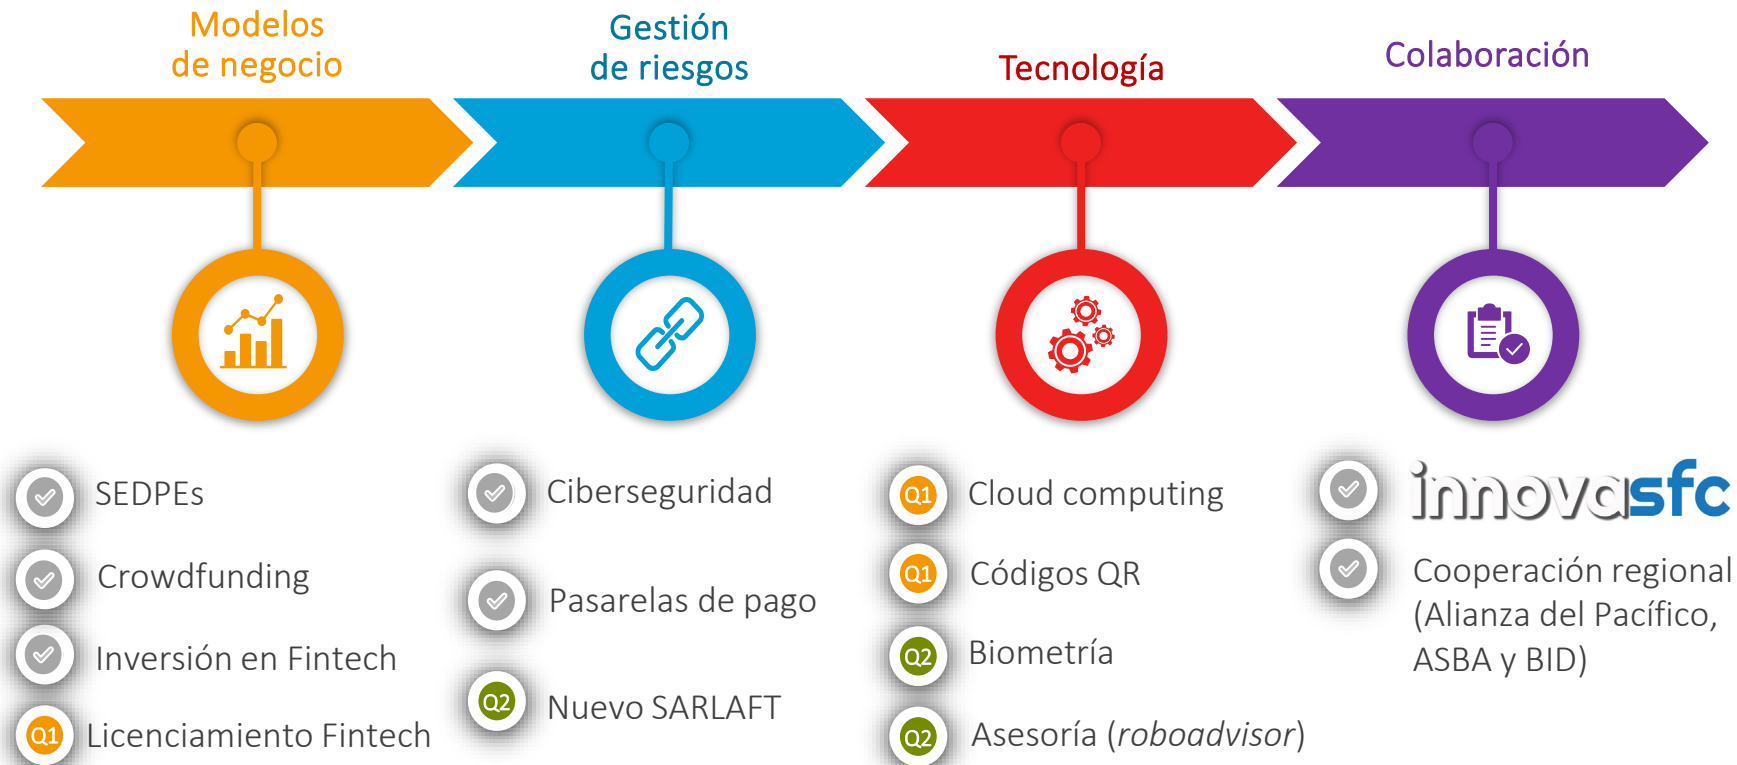 Modelos
de negocio
Gestión
de riesgos
Tecnología
Colaboración
SEDPEs
Crowdfunding
Inversión en Fintech
Q1 Licenciamiento Fintech
Ciberseguridad
Pasarelas de pago
Q2 Nuevo SARLAFT
Q1 Cloud computing
Q1 Códigos QR
Q2 Biometría
Q2 Asesoría (roboadvisor)
innovasfc
Cooperación regional
(Alianza del Pacífico,
ASBA y BID)